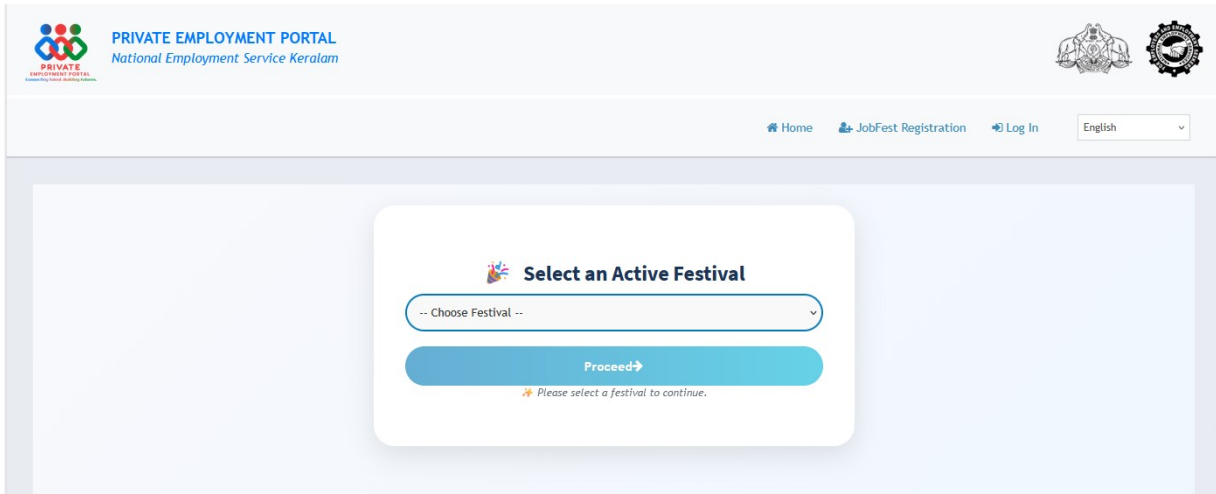 PRIVATE EMPLOYMENT PORTAL
National Employment Service Keralam
PRIVATE
EMPLOYMENT PORTAL
Home
JobFest Registration
Log In
English
Select an Active Festival
-- Choose Festival --
Proceed
Please select a festival to continue.